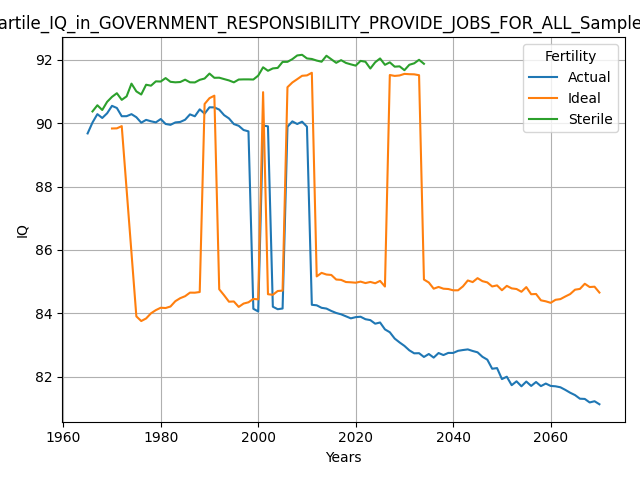 artile_IQ_in_GOVERNMENT_RESPONSIBILITY_PROVIDE_JOBS_FOR_ALL_Sample
92
90
88
86
84
82
IQ
Fertility
Actual
Ideal
Sterile
1960 1980 2000 2020 2040 2060
Years